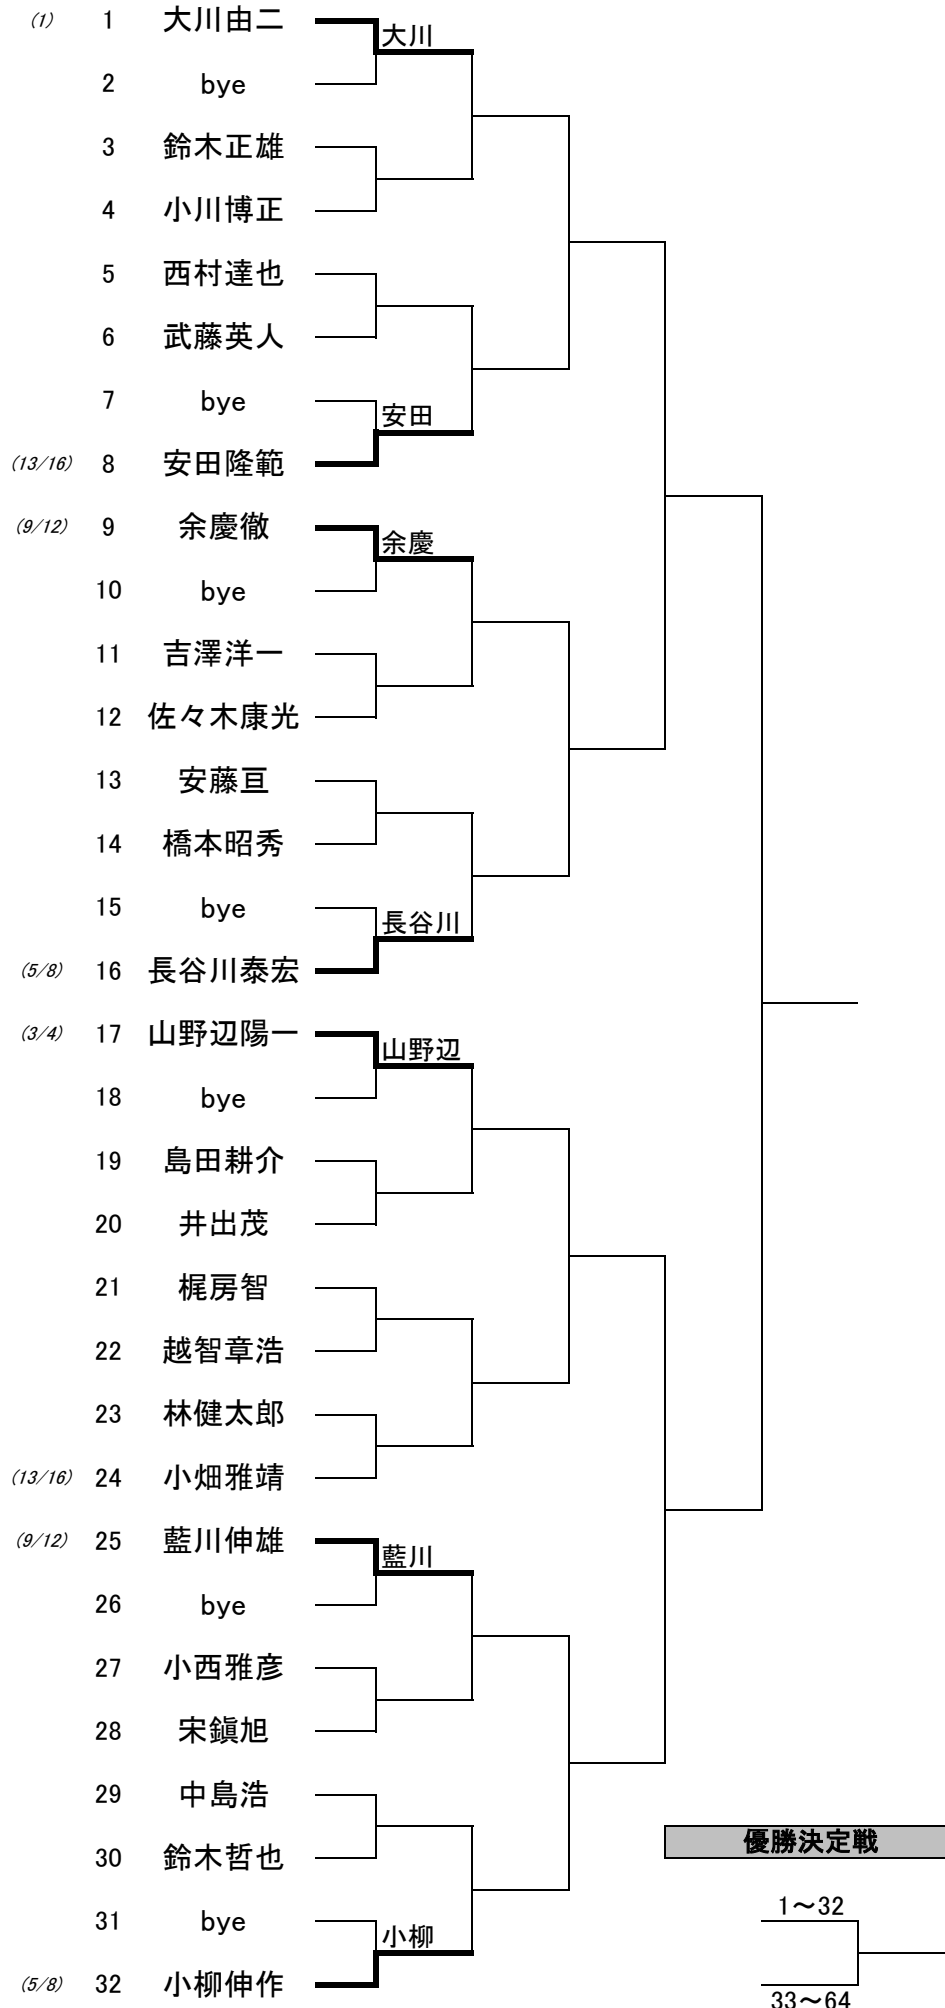 (1) 1 大川由二
大川
2 bye
3 鈴木正雄
4 小川博正
5 西村達也
6 武藤英人
7 bye
安田
(13/16) 8 安田隆範
(9/12) 9 余慶徹
余慶
10 bye
11 吉澤洋一
12 佐々木康光
13 安藤亘
14 橋本昭秀
15 bye
長谷川
(5/8) 16 長谷川泰宏
(3/4) 17 山野辺陽一
山野辺
18 bye
19 島田耕介
20 井出茂
21 梶房智
22 越智章浩
23 林健太郎
(13/16) 24 小畑雅靖
(9/12) 25 藍川伸雄
藍川
26 bye
27 小西雅彦
28 宋鎭旭
29 中島浩
優勝決定戦
30 鈴木哲也
1～32
31 bye
小柳
(5/8) 32 小柳伸作
33～64